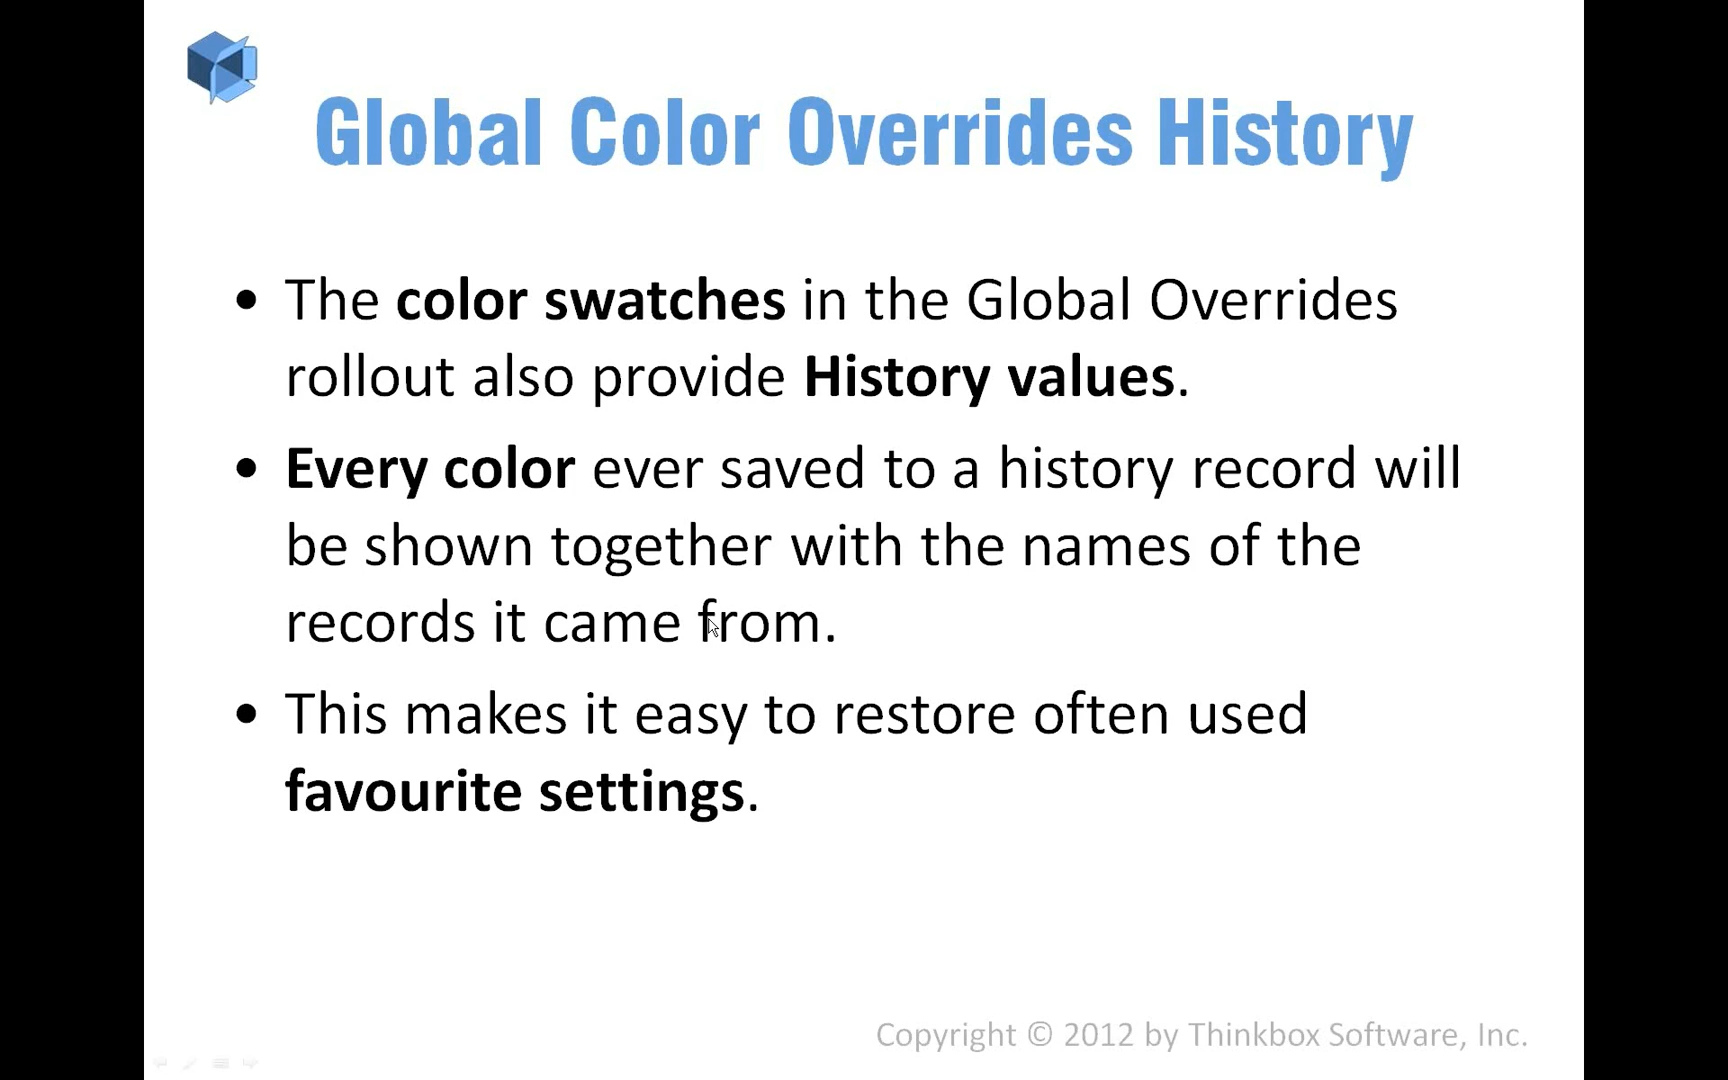 Global Color Overrides History
• The color swatches in the Global Overrides
rollout also provide History values.
• Every color ever saved to a history record will
be shown together with the names of the
records it came from.
• This makes it easy to restore often used
favourite settings.
Copyright © 2012 by Thinkbox Software, Inc.